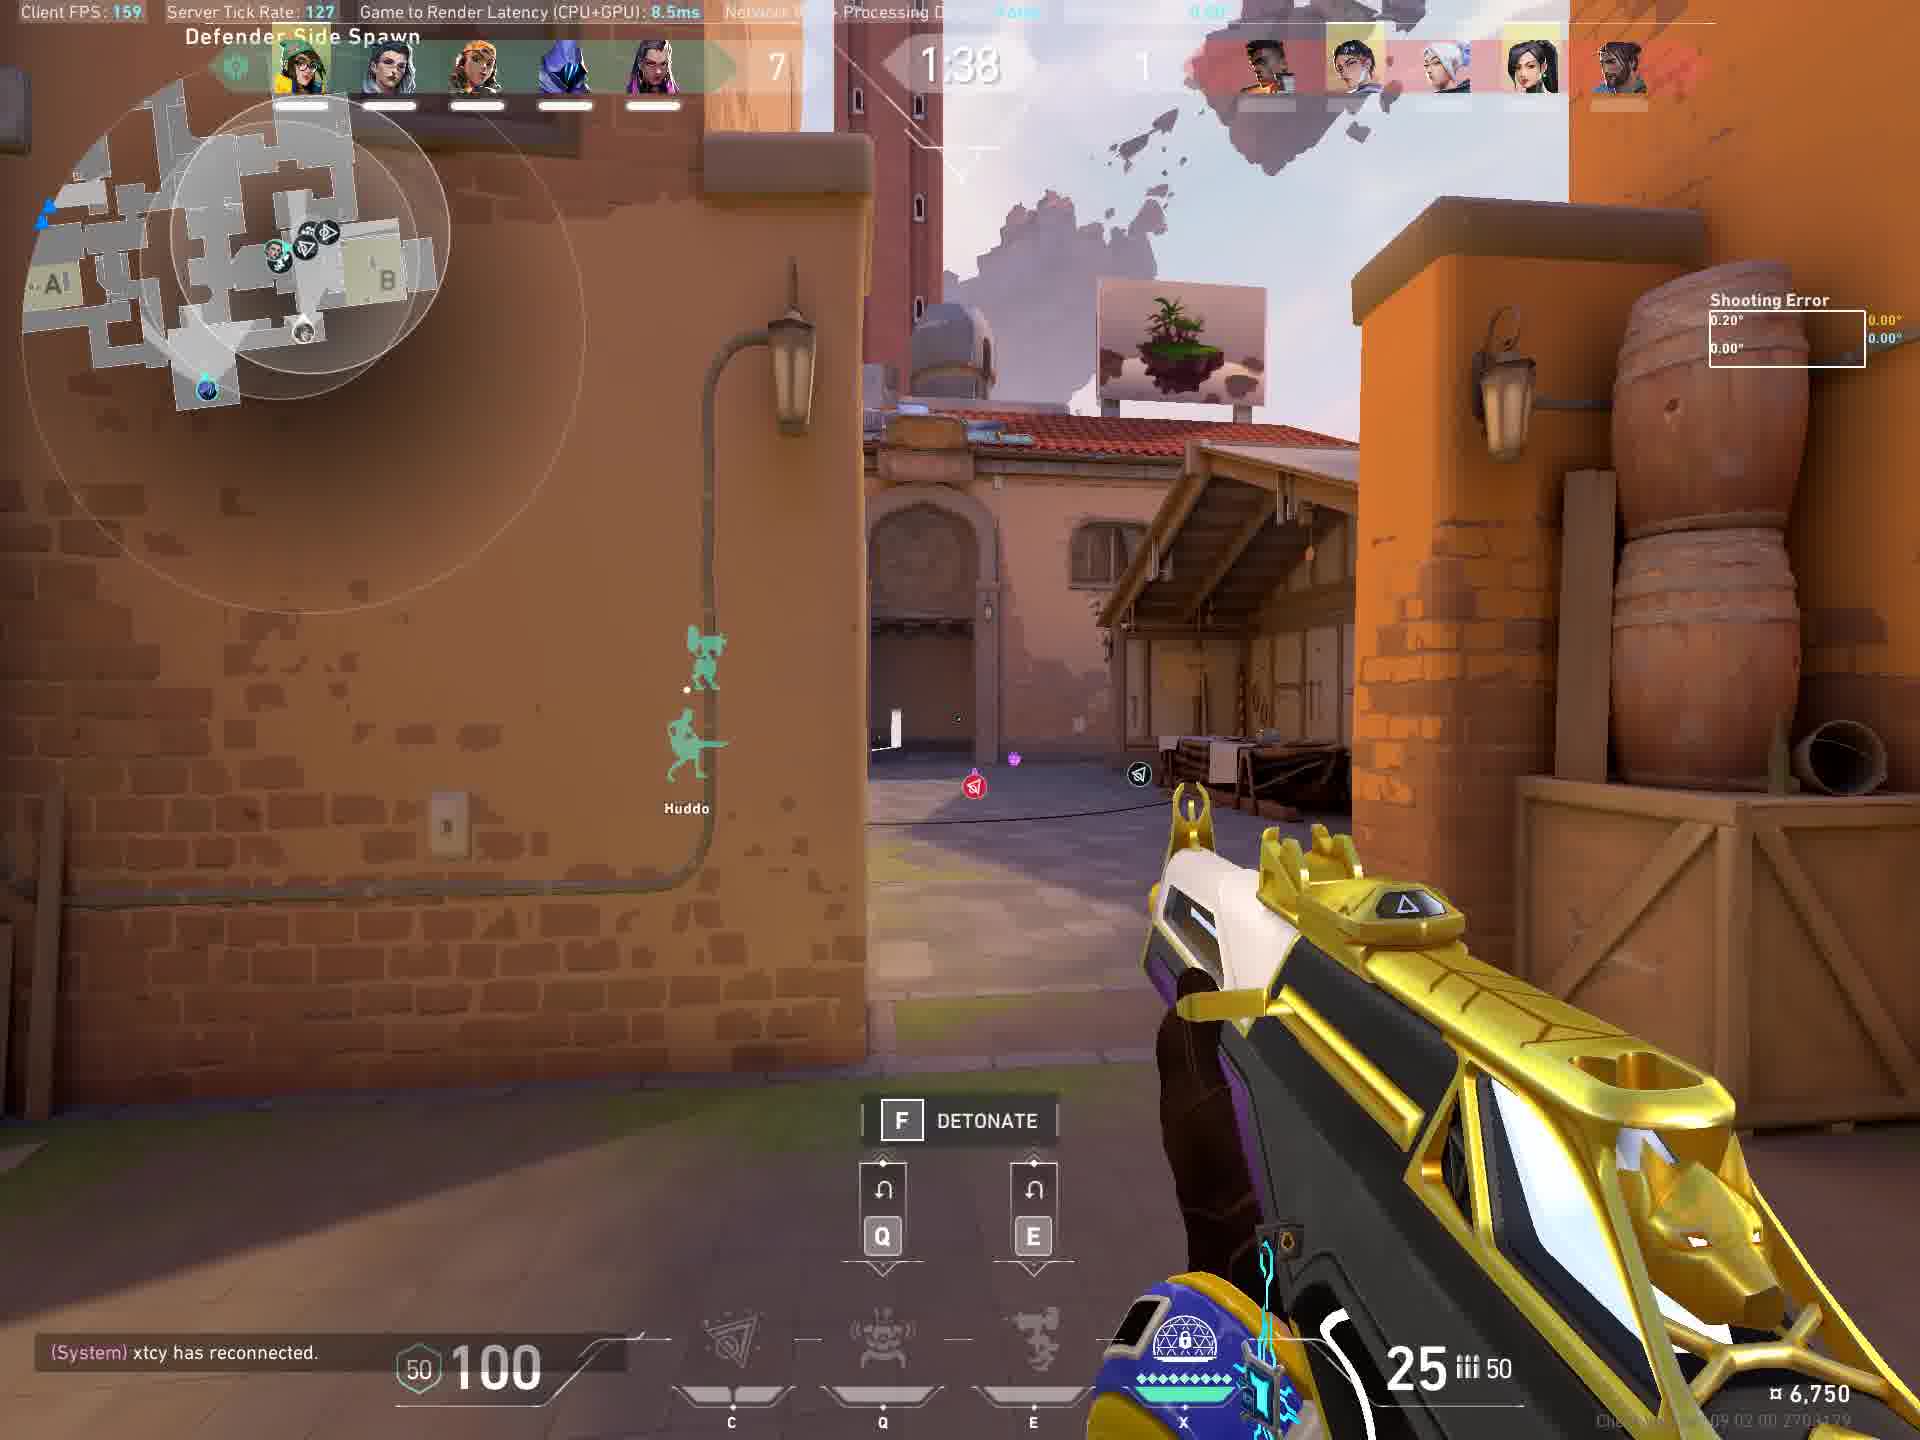 Client FPS: 159 Server Tick Rate: 127 Game to Render Latency (CPU+GPU): 8.5ms Network - Processing
Defender Side Spawn
7 1:38 1
A
B
Shooting Error
0.20° 0.00°
0.00° 0.00°
Huddo
F DETONATE
Q E
(System) xtcy has reconnected.
50 100
25 50
¤ 6,750
C Q E X